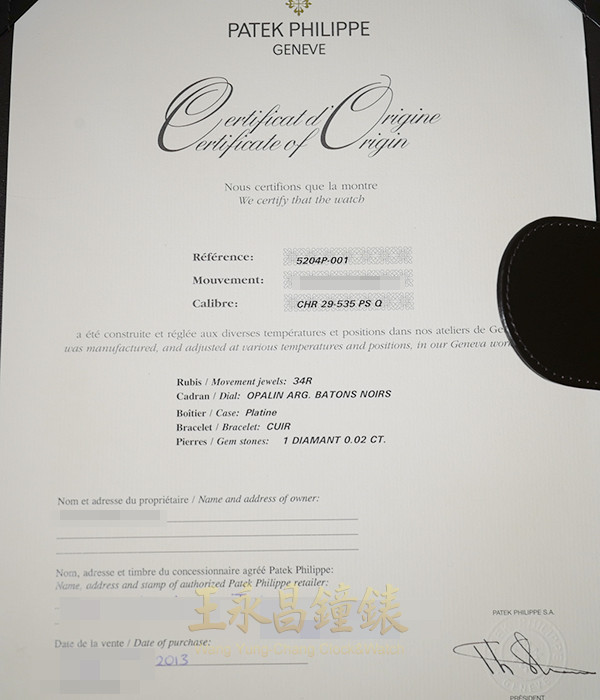 PATEK PHILIPPE
GENEVE
Certificat d'Origine
Certificate of Origin
Nous certifions que la montre
We certify that the watch
Référence: 5204P-001
Mouvement:
Calibre: CHR 29-535 PS Q
a été construite et réglée aux diverses températures et positions dans nos ateliers de Ge
was manufactured, and adjusted at various temperatures and positions, in our Geneva wor
Rubis / Movement jewels: 34R
Cadran / Dial: OPALIN ARG. BATONS NOIRS
Boîtier / Case: Platine
Bracelet / Bracelet: CUIR
Pierres / Gem stones: 1 DIAMANT 0.02 CT.
Nom et adresse du propriétaire / Name and address of owner:
Nom, adresse et timbre du concessionnaire agréé Patek Philippe:
Name, address and stamp of authorized Patek Philippe retailer:
王永昌鐘錶
Date de la vente / Date of purchase:
2013
PATEK PHILIPPE S.A.
PRÉSIDENT